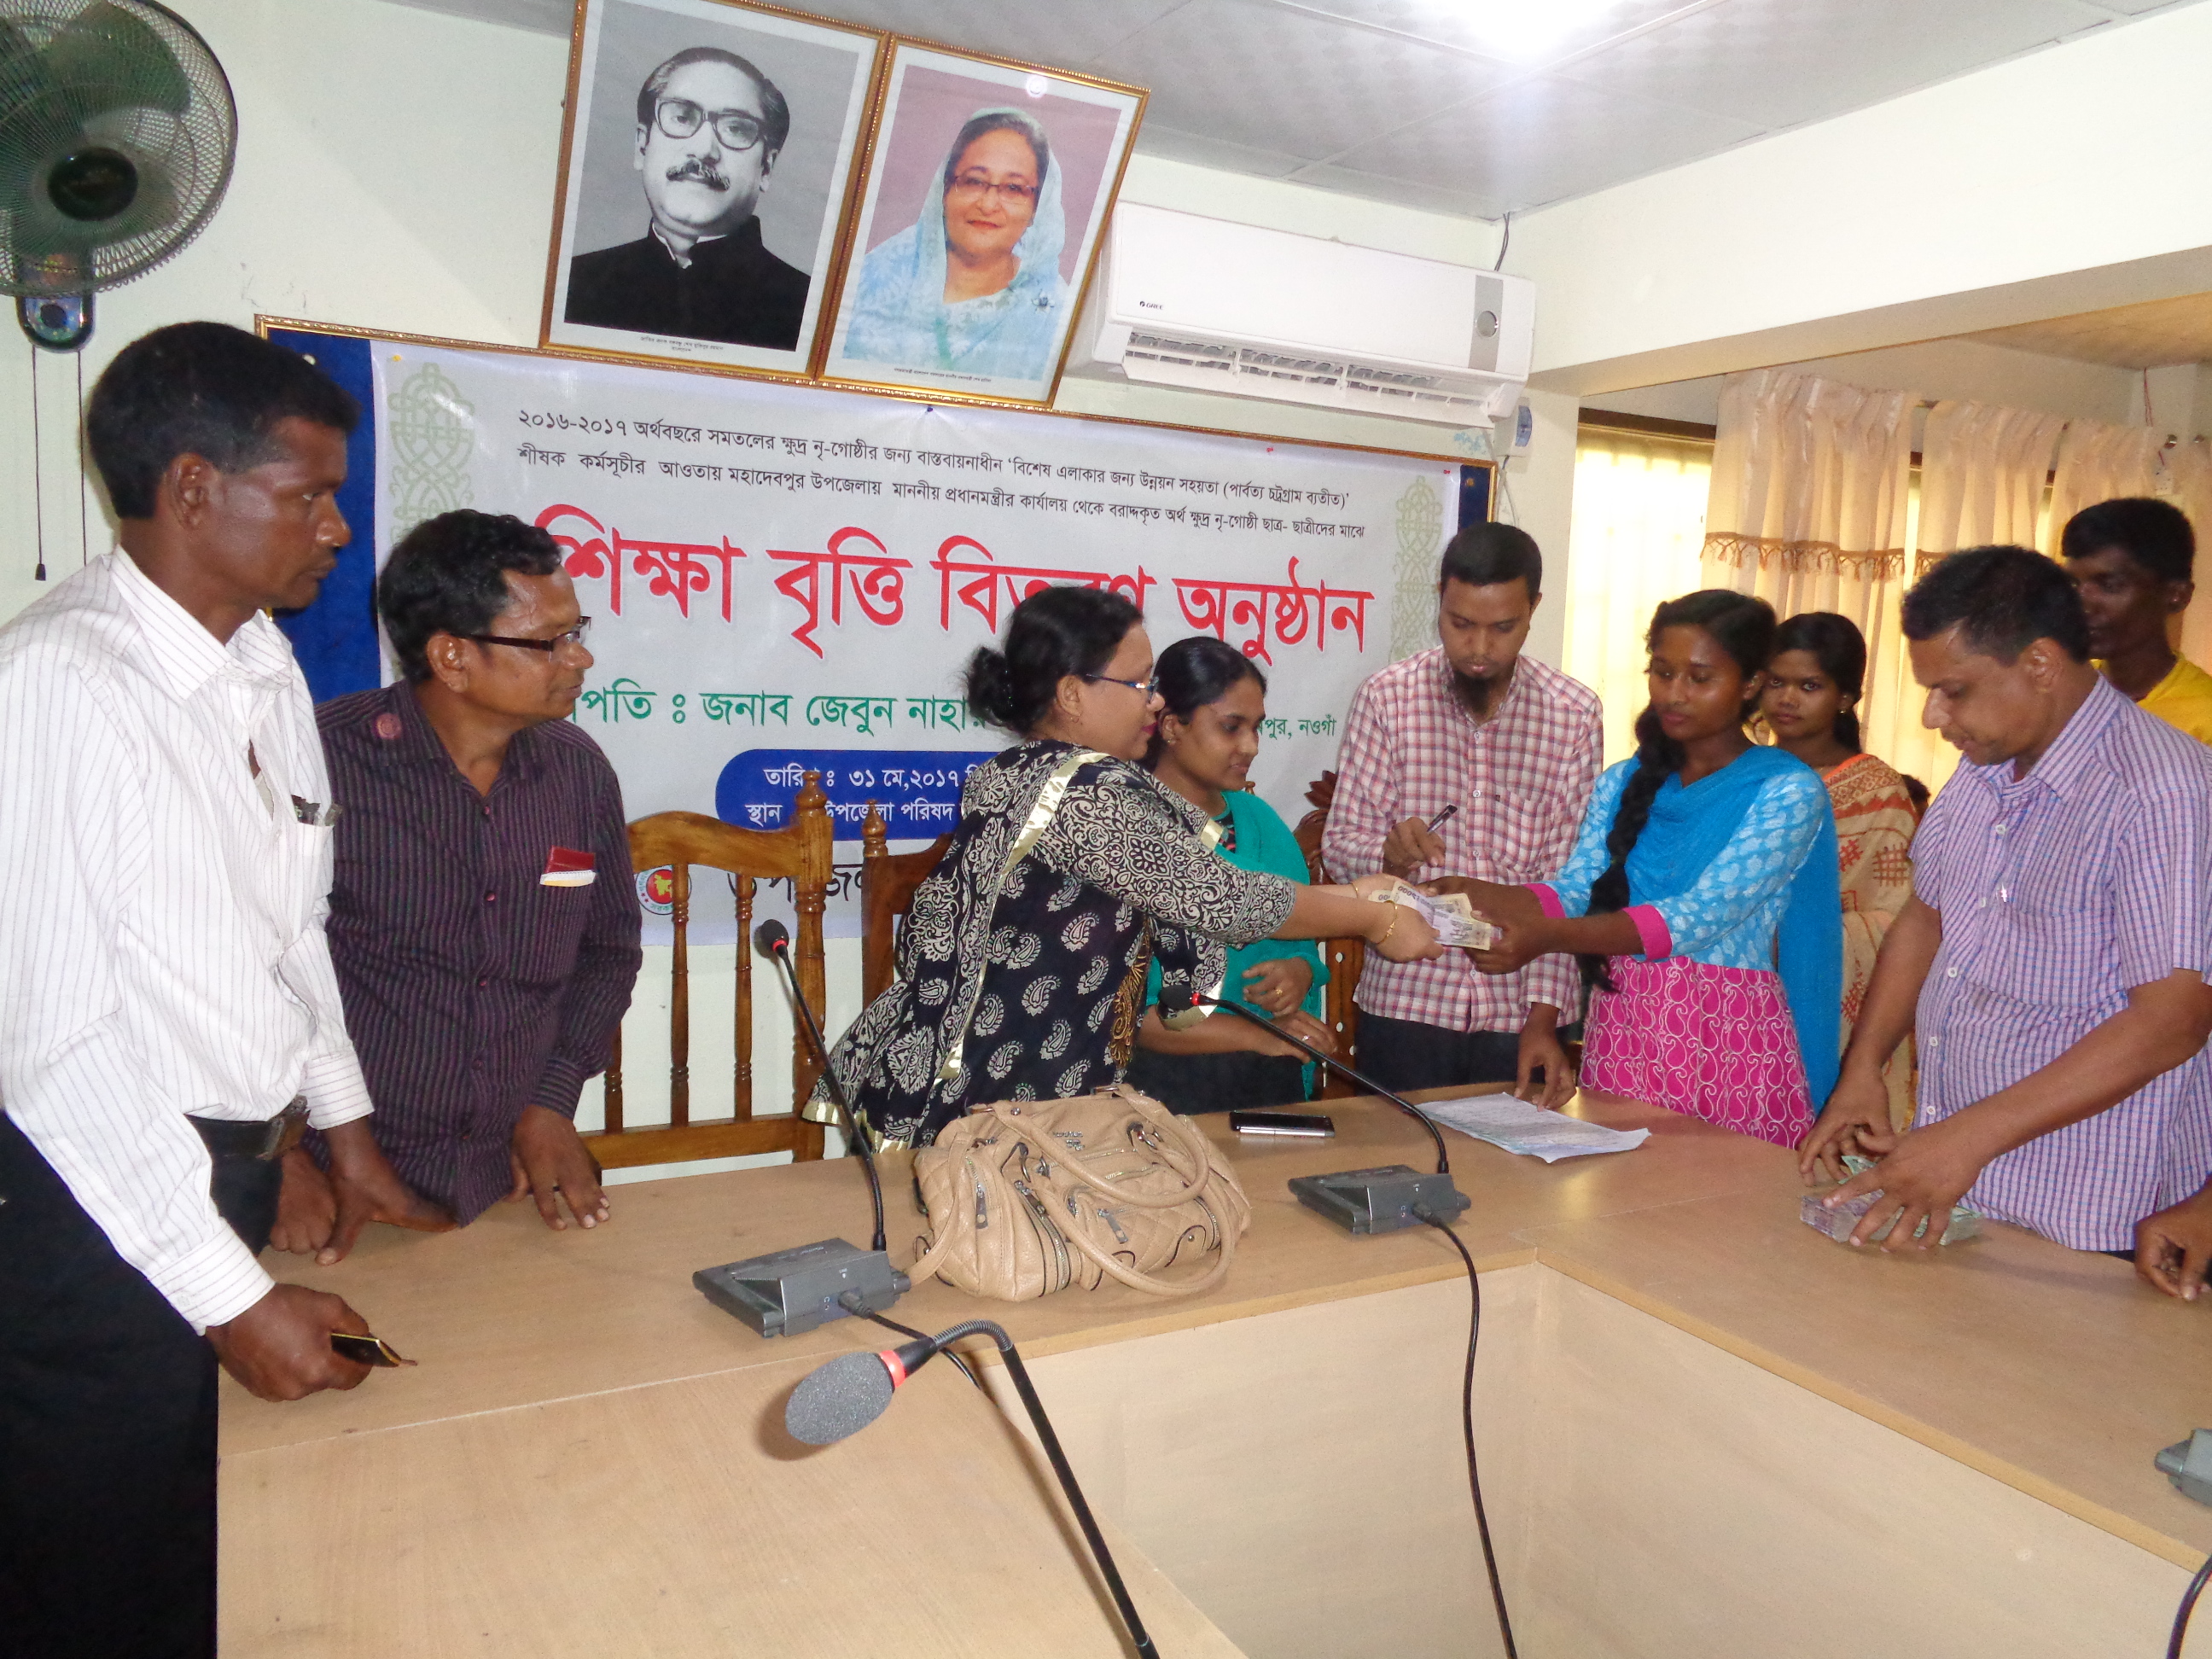 GREE
২০১৬-২০১৭ অর্থবছরে সমতলের ক্ষুদ্র নৃ-গোষ্ঠীর জন্য বাস্তবায়নাধীন ‘বিশেষ এলাকার জন্য উন্নয়ন সহয়তা (পার্বত্য চট্রগ্রাম ব্যতীত)’
শীষক কর্মসূচীর আওতায় মহাদেবপুর উপজেলায় মাননীয় প্রধানমন্ত্রীর কার্যালয় থেকে বরাদ্দকৃত অর্থ ক্ষুদ্র নৃ-গোষ্ঠী ছাত্র- ছাত্রীদের মাঝে
শিক্ষা বৃত্তি বিতরণ অনুষ্ঠান
পতি ঃ জনাব জেবুন নাহার পুর, নওগাঁ
তারিখ ঃ ৩১ মে,২০১৭
স্থান উপজেলা পরিষদ